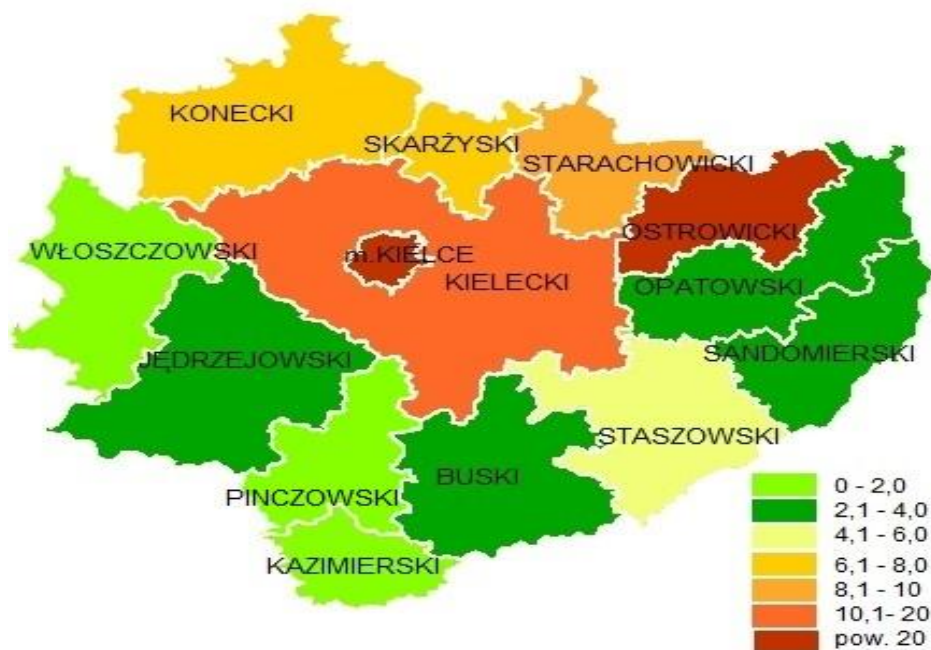 KONECKI
SKARŻYSKI
STARACHOWICKI
OSTROWICKI
WŁOSZCZOWSKI
m.KIELCE
KIELECKI
OPATOWSKI
JĘDRZEJOWSKI
SANDOMIERSKI
STASZOWSKI
BUSKI
PINCZOWSKI
KAZIMIERSKI
0 - 2,0
2,1 - 4,0
4,1 - 6,0
6,1 - 8,0
8,1 - 10
10,1- 20
pow. 20